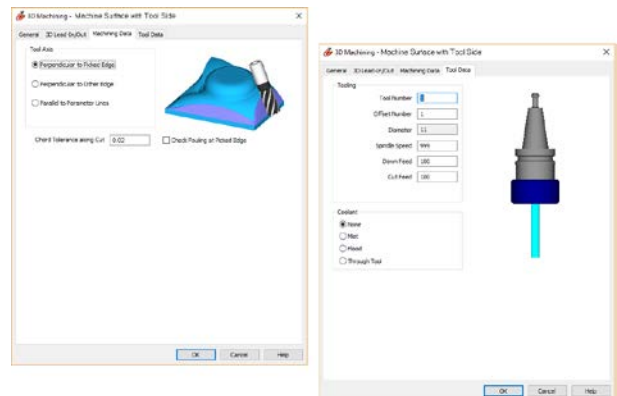 3D Machining - Machine Surface with Tool Side
General 3D Lead-In/Out Machining Data Tool Data
Tool Axis
Perpendicular to Picked Edge
Perpendicular to Other Edge
Parallel to Parameter Lines
Chord Tolerance along Cut 0.02 Check Fouling at Picked Edge
OK Cancel Help
3D Machining - Machine Surface with Tool Side
General 3D Lead-In/Out Machining Data Tool Data
Tooling
Tool Number
Offset Number 1
Diameter 11
Spindle Speed 999
Down Feed 100
Cut Feed 100
Coolant
None
Mist
Flood
Through Tool
OK Cancel Help